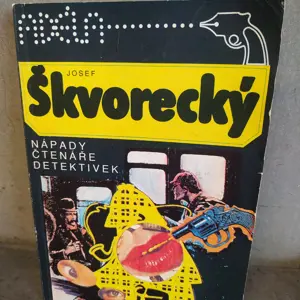 JOSEF
Škvorecký
NÁPADY
ČTENÁŘE
DETEKTIVEK